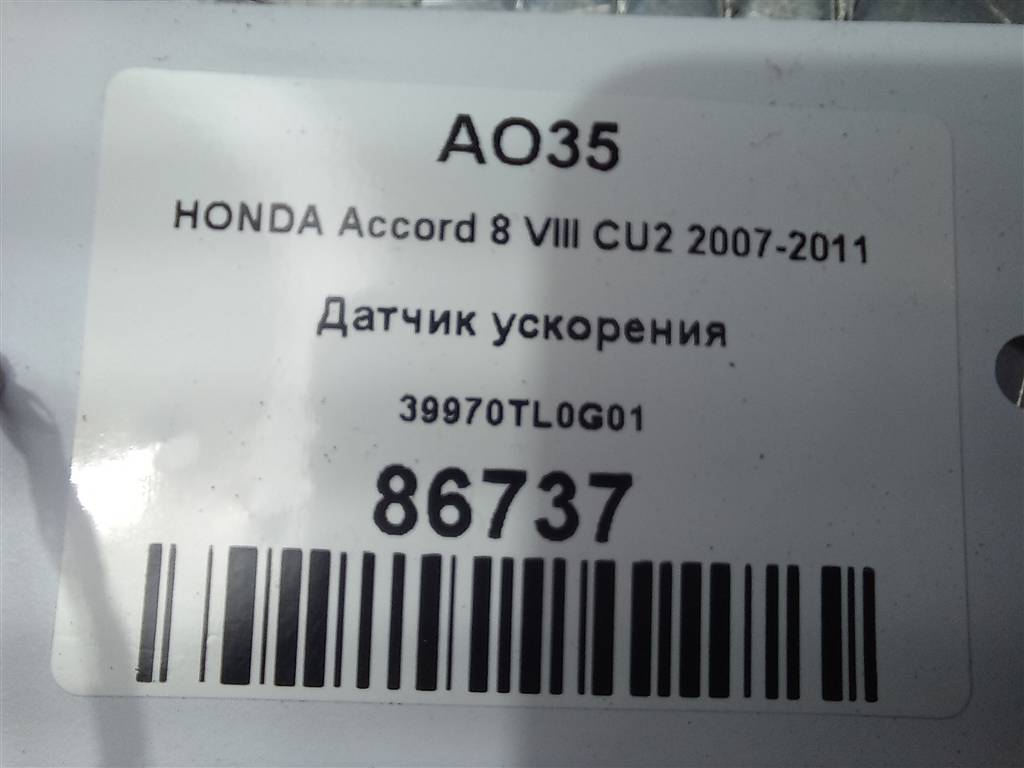 AO35
HONDA Accord 8 VIII CU2 2007-2011
Датчик ускорения
39970TL0G01
86737